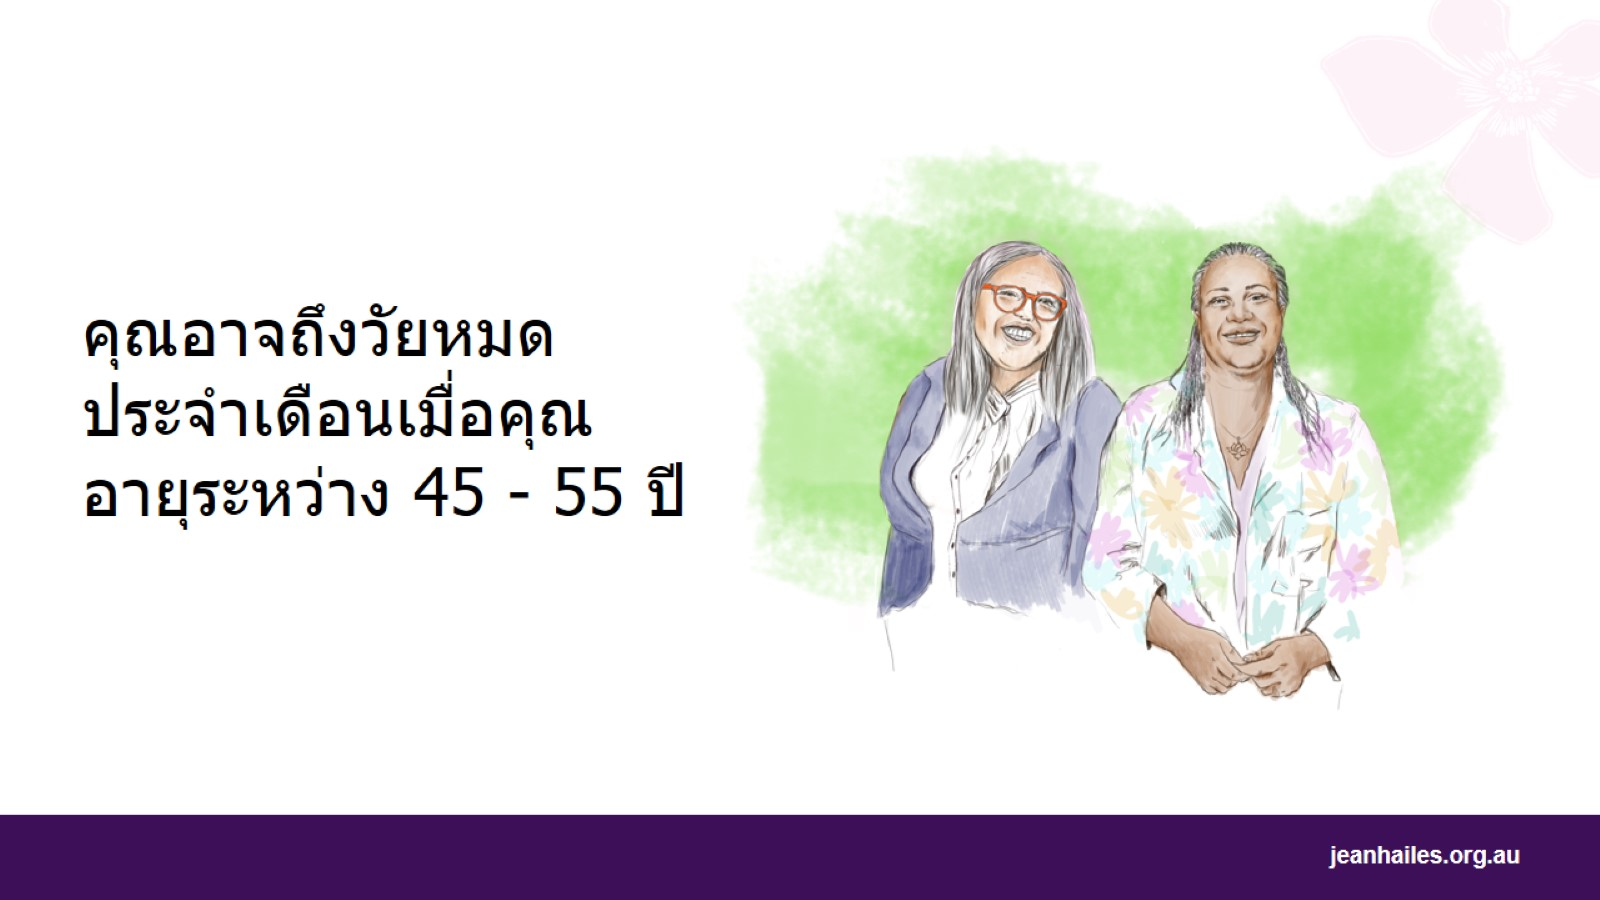 คุณอาจถึงวัยหมด
ประจำเดือนเมื่อคุณ
อายุระหว่าง 45 - 55 ปี
jeanhailes.org.au